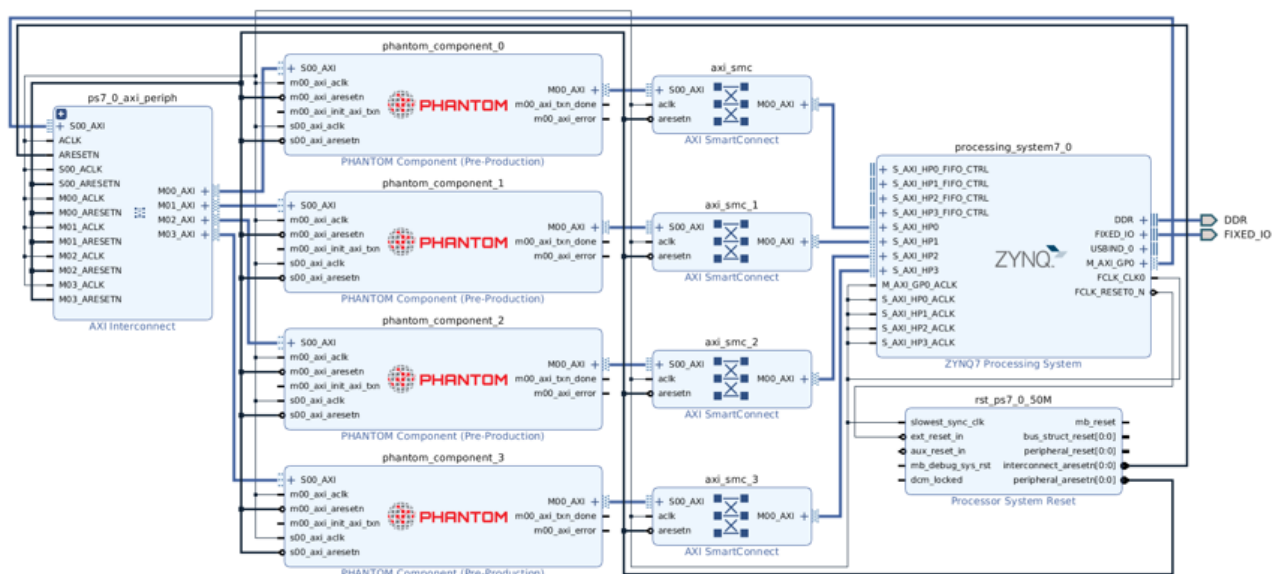 ps7_0_axi_periph
S00_AXI
ACLK
ARESETN
S00_ACLK
S00_ARESETN
M00_ACLK
M00_ARESETN
M01_ACLK
M01_ARESETN
M02_ACLK
M02_ARESETN
M03_ACLK
M03_ARESETN
M00_AXI
M01_AXI
M02_AXI
M03_AXI
AXI Interconnect
phantom_component_0
S00_AXI
m00_axi_aclk
m00_axi_aresetn
m00_axi_init_axi_txn
s00_axi_aclk
s00_axi_aresetn
PHANTOM
M00_AXI
m00_axi_txn_done
m00_axi_error
PHANTOM Component (Pre-Production)
phantom_component_1
S00_AXI
m00_axi_aclk
m00_axi_aresetn
m00_axi_init_axi_txn
s00_axi_aclk
s00_axi_aresetn
PHANTOM
M00_AXI
m00_axi_txn_done
m00_axi_error
PHANTOM Component (Pre-Production)
phantom_component_2
S00_AXI
m00_axi_aclk
m00_axi_aresetn
m00_axi_init_axi_txn
s00_axi_aclk
s00_axi_aresetn
PHANTOM
M00_AXI
m00_axi_txn_done
m00_axi_error
PHANTOM Component (Pre-Production)
phantom_component_3
S00_AXI
m00_axi_aclk
m00_axi_aresetn
m00_axi_init_axi_txn
s00_axi_aclk
s00_axi_aresetn
PHANTOM
M00_AXI
m00_axi_txn_done
m00_axi_error
PHANTOM Component (Pre-Production)
axi_smc
S00_AXI
aclk
aresetn
M00_AXI
AXI SmartConnect
axi_smc_1
S00_AXI
aclk
aresetn
M00_AXI
AXI SmartConnect
axi_smc_2
S00_AXI
aclk
aresetn
M00_AXI
AXI SmartConnect
axi_smc_3
S00_AXI
aclk
aresetn
M00_AXI
AXI SmartConnect
processing_system7_0
S_AXI_HP0_FIFO_CTRL
S_AXI_HP1_FIFO_CTRL
S_AXI_HP2_FIFO_CTRL
S_AXI_HP3_FIFO_CTRL
S_AXI_HP0
S_AXI_HP1
S_AXI_HP2
S_AXI_HP3
M_AXI_GP0_ACLK
S_AXI_HP0_ACLK
S_AXI_HP1_ACLK
S_AXI_HP2_ACLK
S_AXI_HP3_ACLK
ZYNQ
DDR
FIXED_IO
USBIND_0
M_AXI_GP0
FCLK_CLK0
FCLK_RESET0_N
ZYNQ7 Processing System
DDR
FIXED_IO
rst_ps7_0_50M
slowest_sync_clk
ext_reset_in
aux_reset_in
mb_debug_sys_rst
dcm_locked
mb_reset
bus_struct_reset[0:0]
peripheral_reset[0:0]
interconnect_aresetn[0:0]
peripheral_aresetn[0:0]
Processor System Reset